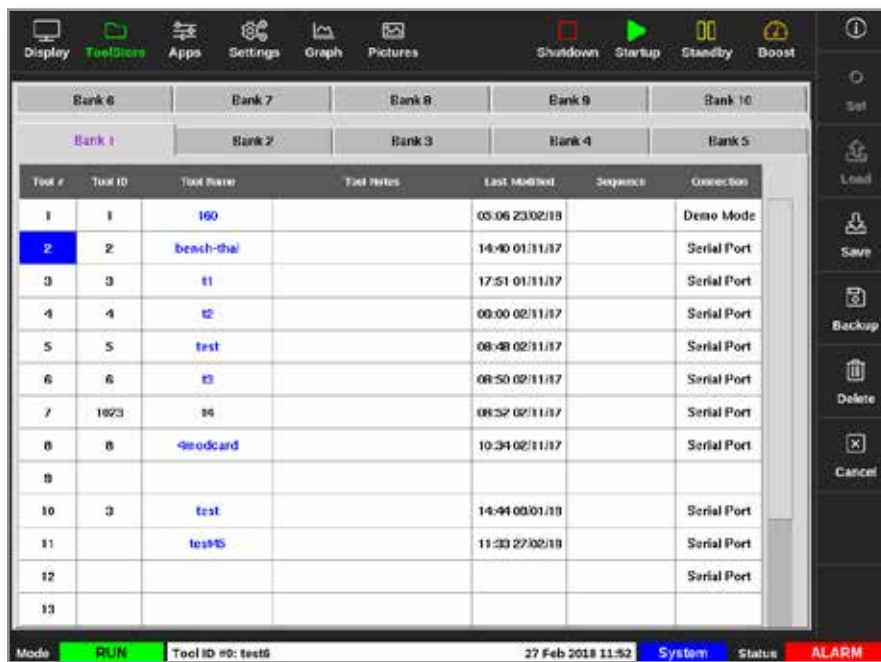 Display ToolStore Apps Settings Graph Pictures Shutdown Startup Standby Boost
Set
Load
Save
Backup
Delete
Cancel
Bank 6 Bank 7 Bank 8 Bank 9 Bank 10
Bank 1 Bank 2 Bank 3 Bank 4 Bank 5
Tool # Tool ID Tool Name Tool Notes Last Modified Sequence Connection
1 1 160 05:06 23/02/18 Demo Mode
2 2 bench-thai 14:40 01/11/17 Serial Port
3 3 t1 17:51 01/11/17 Serial Port
4 4 t2 08:00 02/11/17 Serial Port
5 5 test 08:48 02/11/17 Serial Port
6 6 t3 08:50 02/11/17 Serial Port
7 1023 t4 08:52 02/11/17 Serial Port
8 8 4modcard 10:34 02/11/17 Serial Port
9
10 3 test 14:44 Serial Port
11 test45 11:33 27/02/18 Serial Port
12 Serial Port
13
Mode RUN Tool ID #0: test6 27 Feb 2018 11:52 System Status ALARM